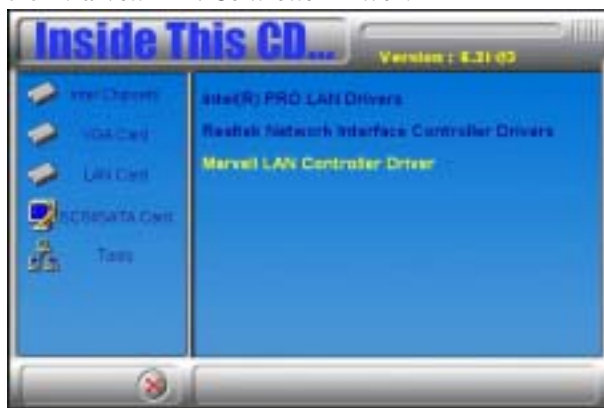 Inside This CD...
Intel Chipsets
VGA Card
LAN Card
SCSI/SATA Card
Tools
Intel(R) PRO LAN Drivers
Realtek Network Interface Controller Drivers
Marvell LAN Controller Driver